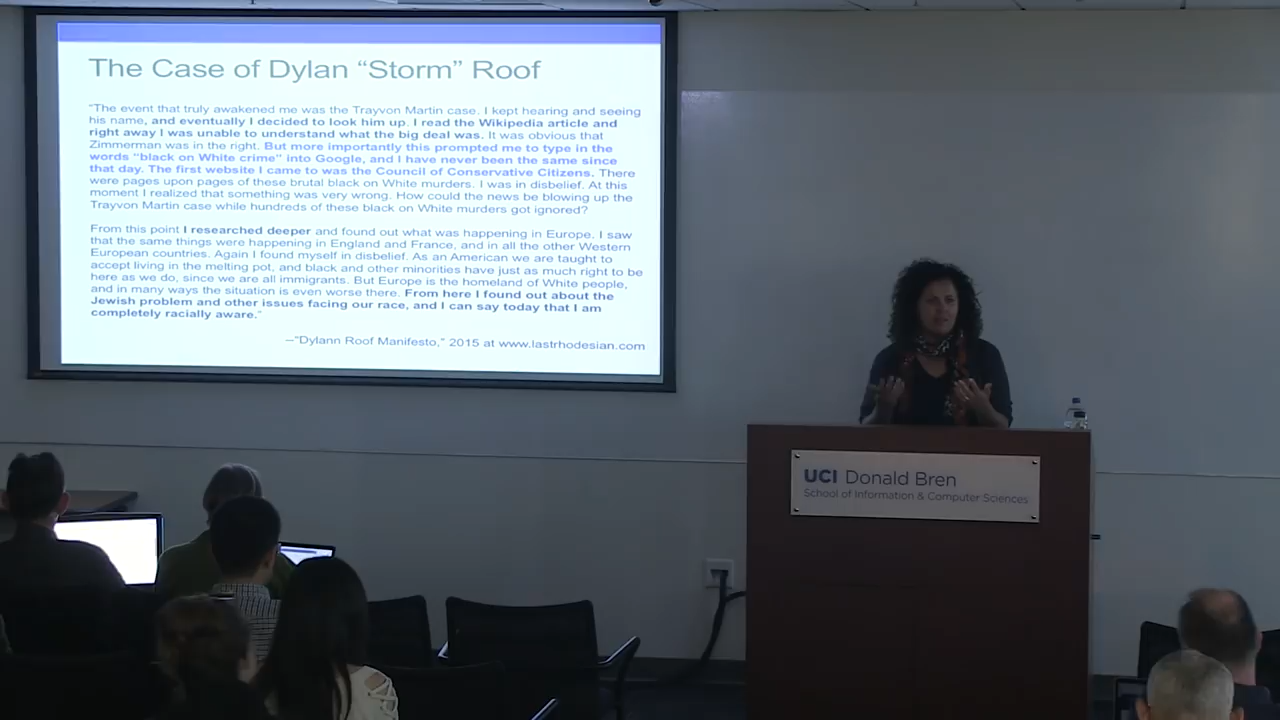 The Case of Dylan “Storm” Roof
“The event that truly awakened me was the Trayvon Martin case. I kept hearing and seeing
his name, and eventually I decided to look him up. I read the Wikipedia article and
right away I was unable to understand what the big deal was. It was obvious that
Zimmerman was in the right. But more importantly this prompted me to type in the
words “black on White crime” into Google, and I have never been the same since
that day. The first website I came to was the Council of Conservative Citizens. There
were pages upon pages of these brutal black on White murders. I was in disbelief. At this
moment I realized that something was very wrong. How could the news be blowing up the
Trayvon Martin case while hundreds of these black on White murders got ignored?
From this point I researched deeper and found out what was happening in Europe. I saw
that the same things were happening in England and France, and in all the other Western
European countries. Again I found myself in disbelief. As an American we are taught to
accept living in the melting pot, and black and other minorities have just as much right to be
here as we do, since we are all immigrants. But Europe is the homeland of White people,
and in many ways the situation is even worse there. From here I found out about the
Jewish problem and other issues facing our race, and I can say today that I am
completely racially aware.”
–“Dylann Roof Manifesto,” 2015 at www.lastrhodesian.com
UCI Donald Bren
School of Information & Computer Sciences